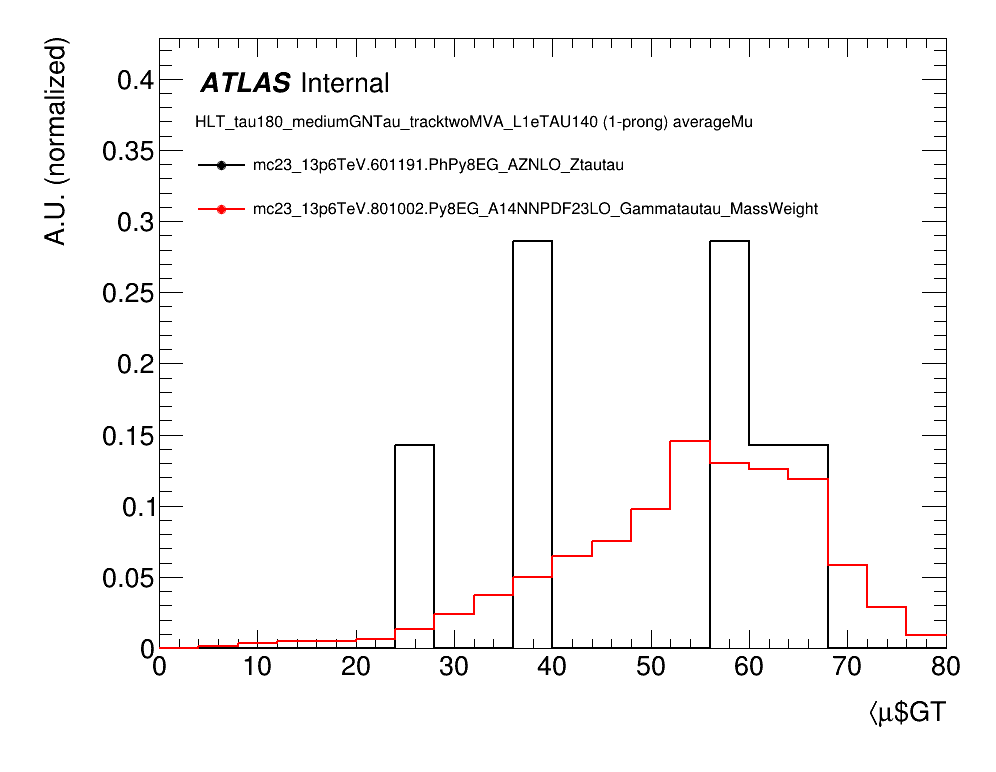 A.U. (normalized)
ATLAS Internal
HLT_tau180_mediumGNTau_tracktwoMVA_L1eTAU140 (1-prong) averageMu
mc23_13p6TeV.601191.PhPy8EG_AZNLO_Ztautau
mc23_13p6TeV.801002.Py8EG_A14NNPDF23LO_Gammatautau_MassWeight
0.4
0.35
0.3
0.25
0.2
0.15
0.1
0.05
0
0 10 20 30 40 50 60 70 80
⟨μ$GT